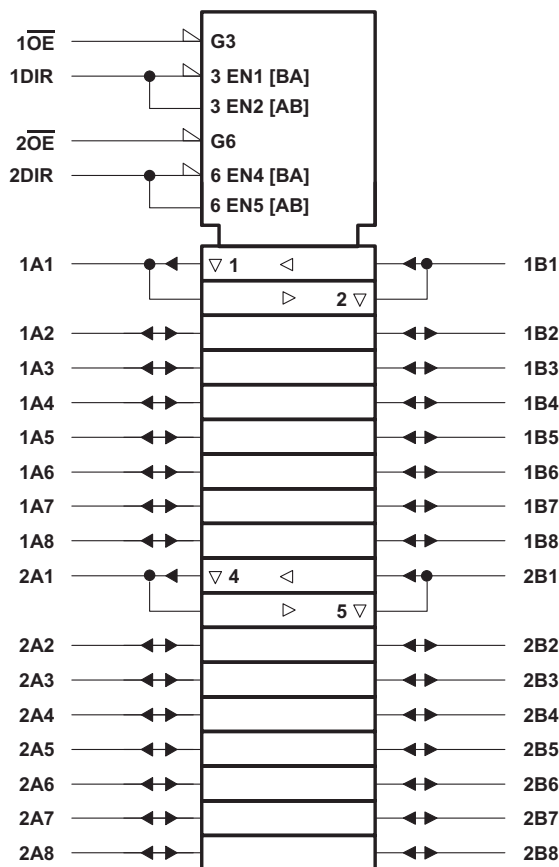 1O̅E̅ G3
1DIR 3 EN1 [BA]
3 EN2 [AB]
2O̅E̅ G6
2DIR 6 EN4 [BA]
6 EN5 [AB]
1A1 ▽ 1 ◁ 1B1
▷ 2 ▽
1A2 1B2
1A3 1B3
1A4 1B4
1A5 1B5
1A6 1B6
1A7 1B7
1A8 1B8
2A1 ▽ 4 ◁ 2B1
▷ 5 ▽
2A2 2B2
2A3 2B3
2A4 2B4
2A5 2B5
2A6 2B6
2A7 2B7
2A8 2B8